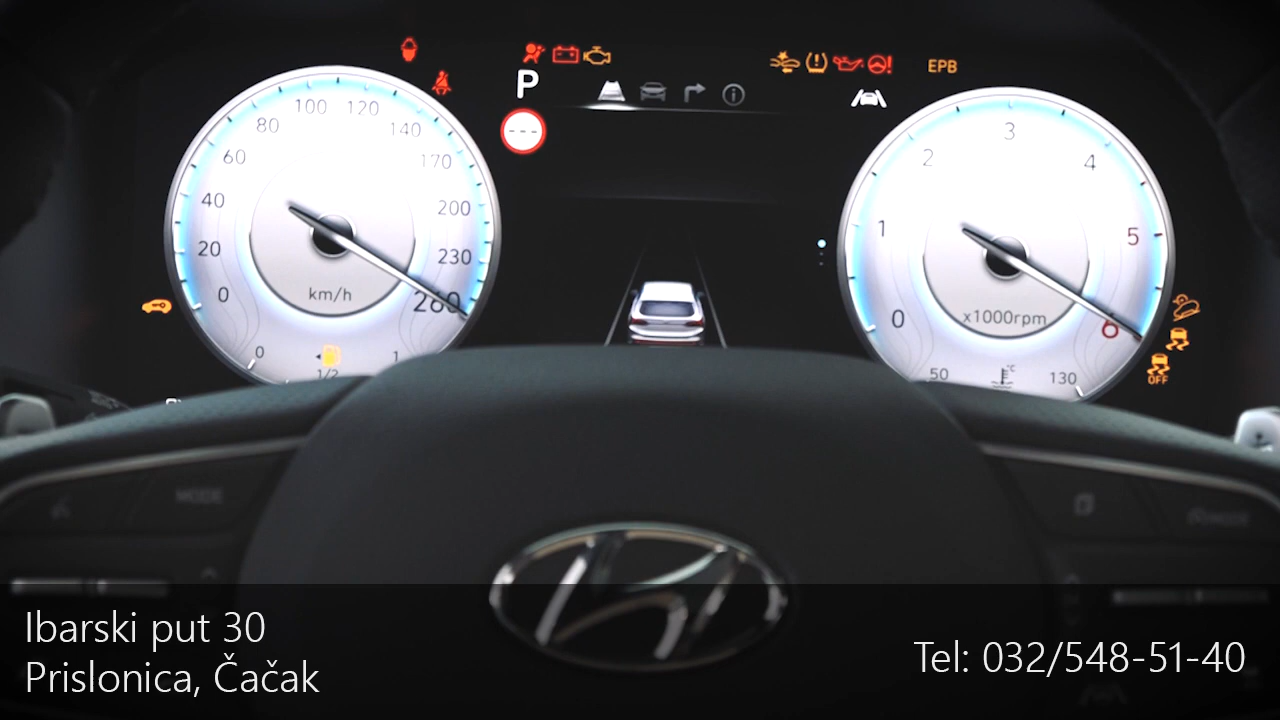 100 120
80 140
60 170
40 200
20 230
0 260
km/h
0 1/2 1
P
---
EPB
3
2 4
1 5
0 6
x1000rpm
50 °C 130
OFF
MODE
Ibarski put 30
Prislonica, Čačak
Tel: 032/548-51-40